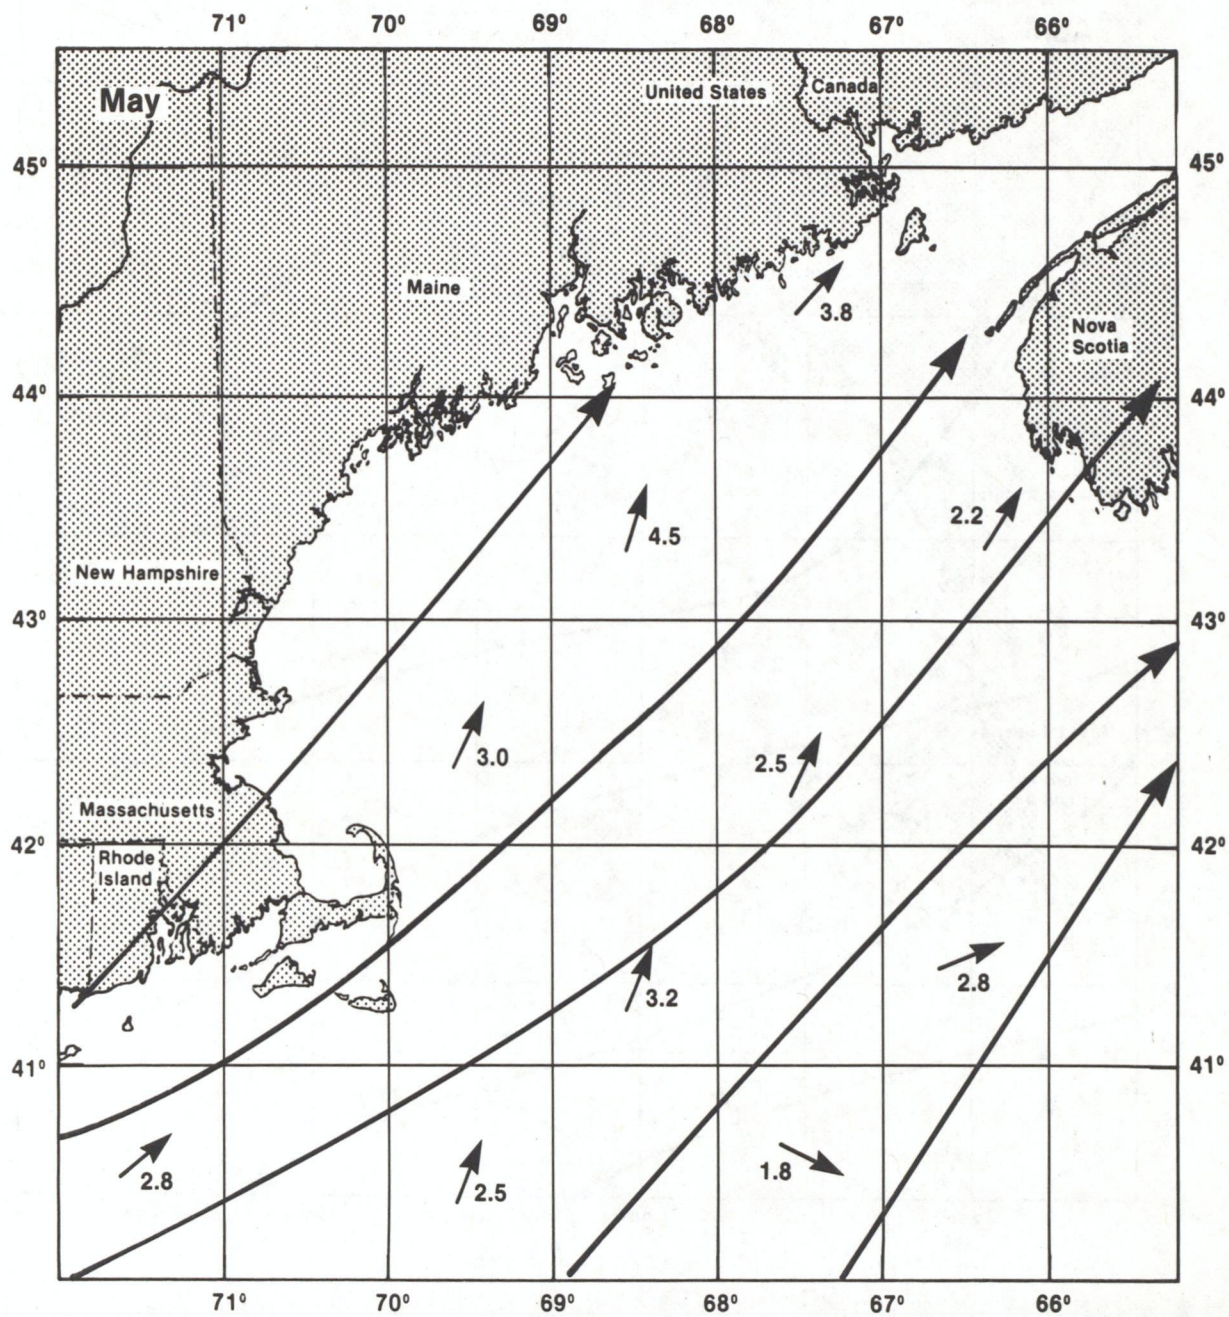 71° 70° 69° 68° 67° 66°
May
United States
Canada
45° 45°
Maine
3.8
Nova
Scotia
44° 44°
2.2
4.5
New Hampshire
43° 43°
3.0
2.5
Massachusetts
42° 42°
Rhode
Island
2.8
3.2
41° 41°
2.8
2.5
1.8
71° 70° 69° 68° 67° 66°